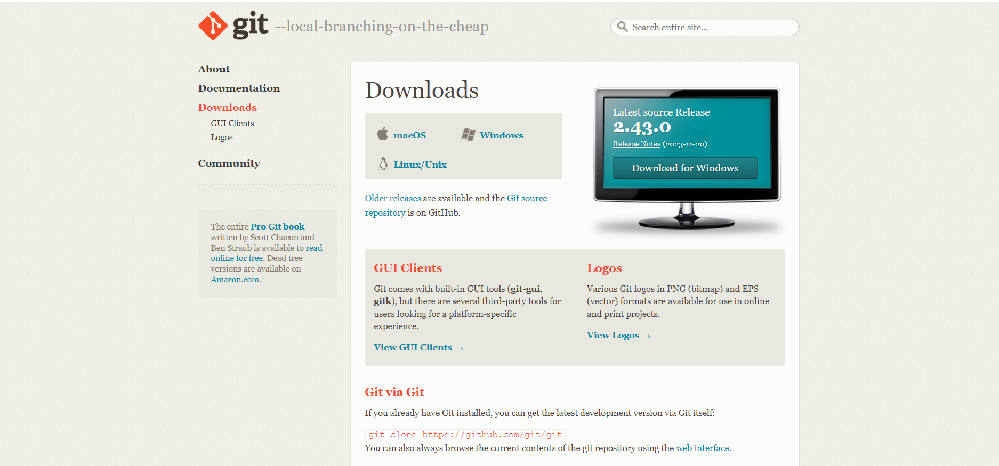 git --local-branching-on-the-cheap
Search entire site...
About
Documentation
Downloads
GUI Clients
Logos
Community
The entire Pro Git book
written by Scott Chacon and
Ben Straub is available to read
online for free. Dead tree
versions are available on
Amazon.com.
Downloads
macOS
Windows
Linux/Unix
Older releases are available and the Git source
repository is on GitHub.
Latest source Release
2.43.0
Release Notes (2023-11-20)
Download for Windows
GUI Clients
Git comes with built-in GUI tools (git-gui,
gitk), but there are several third-party tools for
users looking for a platform-specific
experience.
View GUI Clients →
Logos
Various Git logos in PNG (bitmap) and EPS
(vector) formats are available for use in online
and print projects.
View Logos →
Git via Git
If you already have Git installed, you can get the latest development version via Git itself:
git clone https://github.com/git/git
You can also always browse the current contents of the git repository using the web interface.